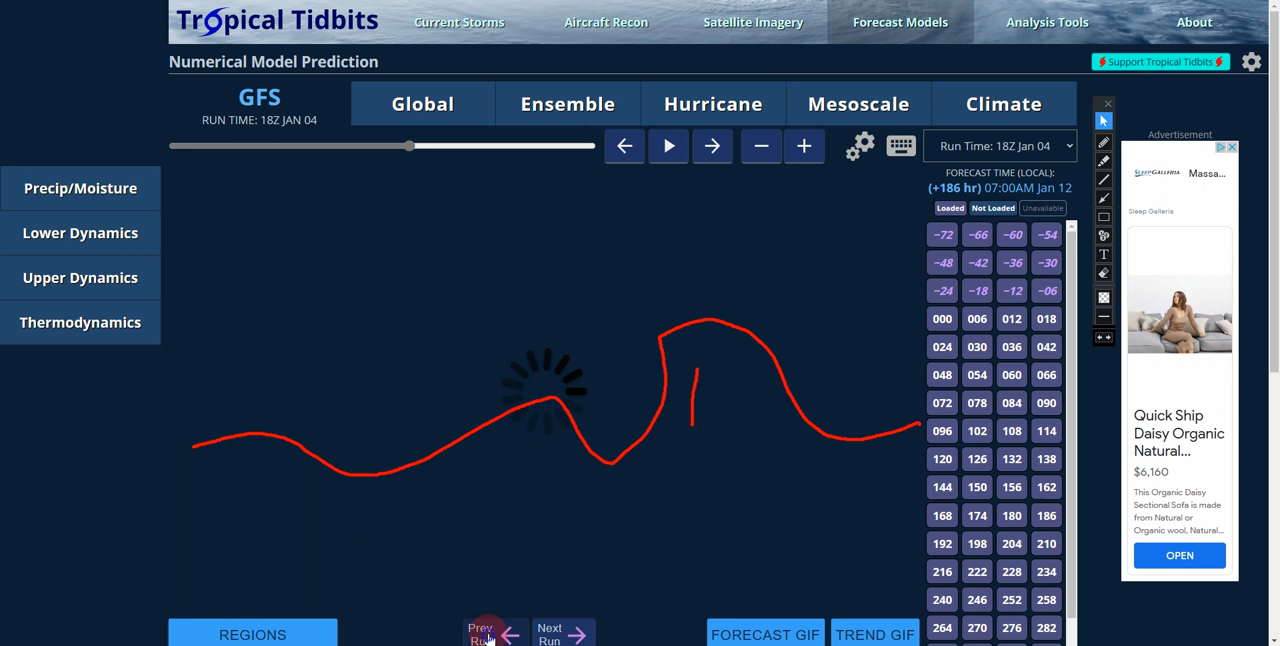 Tropical Tidbits
Current Storms
Aircraft Recon
Satellite Imagery
Forecast Models
Analysis Tools
About
Numerical Model Prediction
Support Tropical Tidbits
GFS
RUN TIME: 18Z JAN 04
Global
Ensemble
Hurricane
Mesoscale
Climate
Run Time: 18Z Jan 04
FORECAST TIME (LOCAL):
(+186 hr) 07:00AM Jan 12
Loaded
Not Loaded
Unavailable
Precip/Moisture
Lower Dynamics
Upper Dynamics
Thermodynamics
−72 −66 −60 −54
−48 −42 −36 −30
−24 −18 −12 −06
000 006 012 018
024 030 036 042
048 054 060 066
072 078 084 090
096 102 108 114
120 126 132 138
144 150 156 162
168 174 180 186
192 198 204 210
216 222 228 234
240 246 252 258
264 270 276 282
REGIONS
Prev.
Run
Next
Run
FORECAST GIF
TREND GIF
T
Advertisement
SLEEPGALLERIA
Massa...
Sleep Galleria
Quick Ship
Daisy Organic
Natural...
$6,160
This Organic Daisy
Sectional Sofa is made
from Natural or
Organic wool, Natural...
OPEN